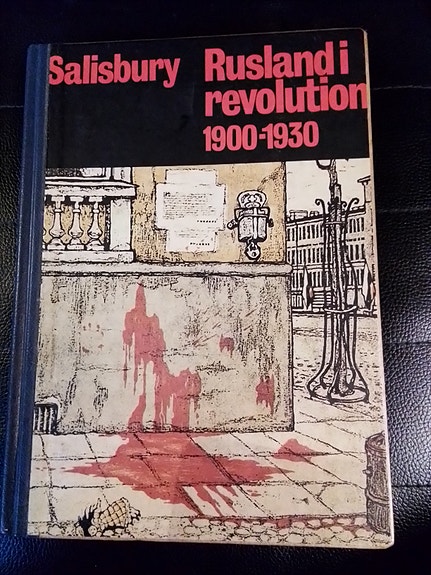 Salisbury
Rusland i
revolution
1900-1930